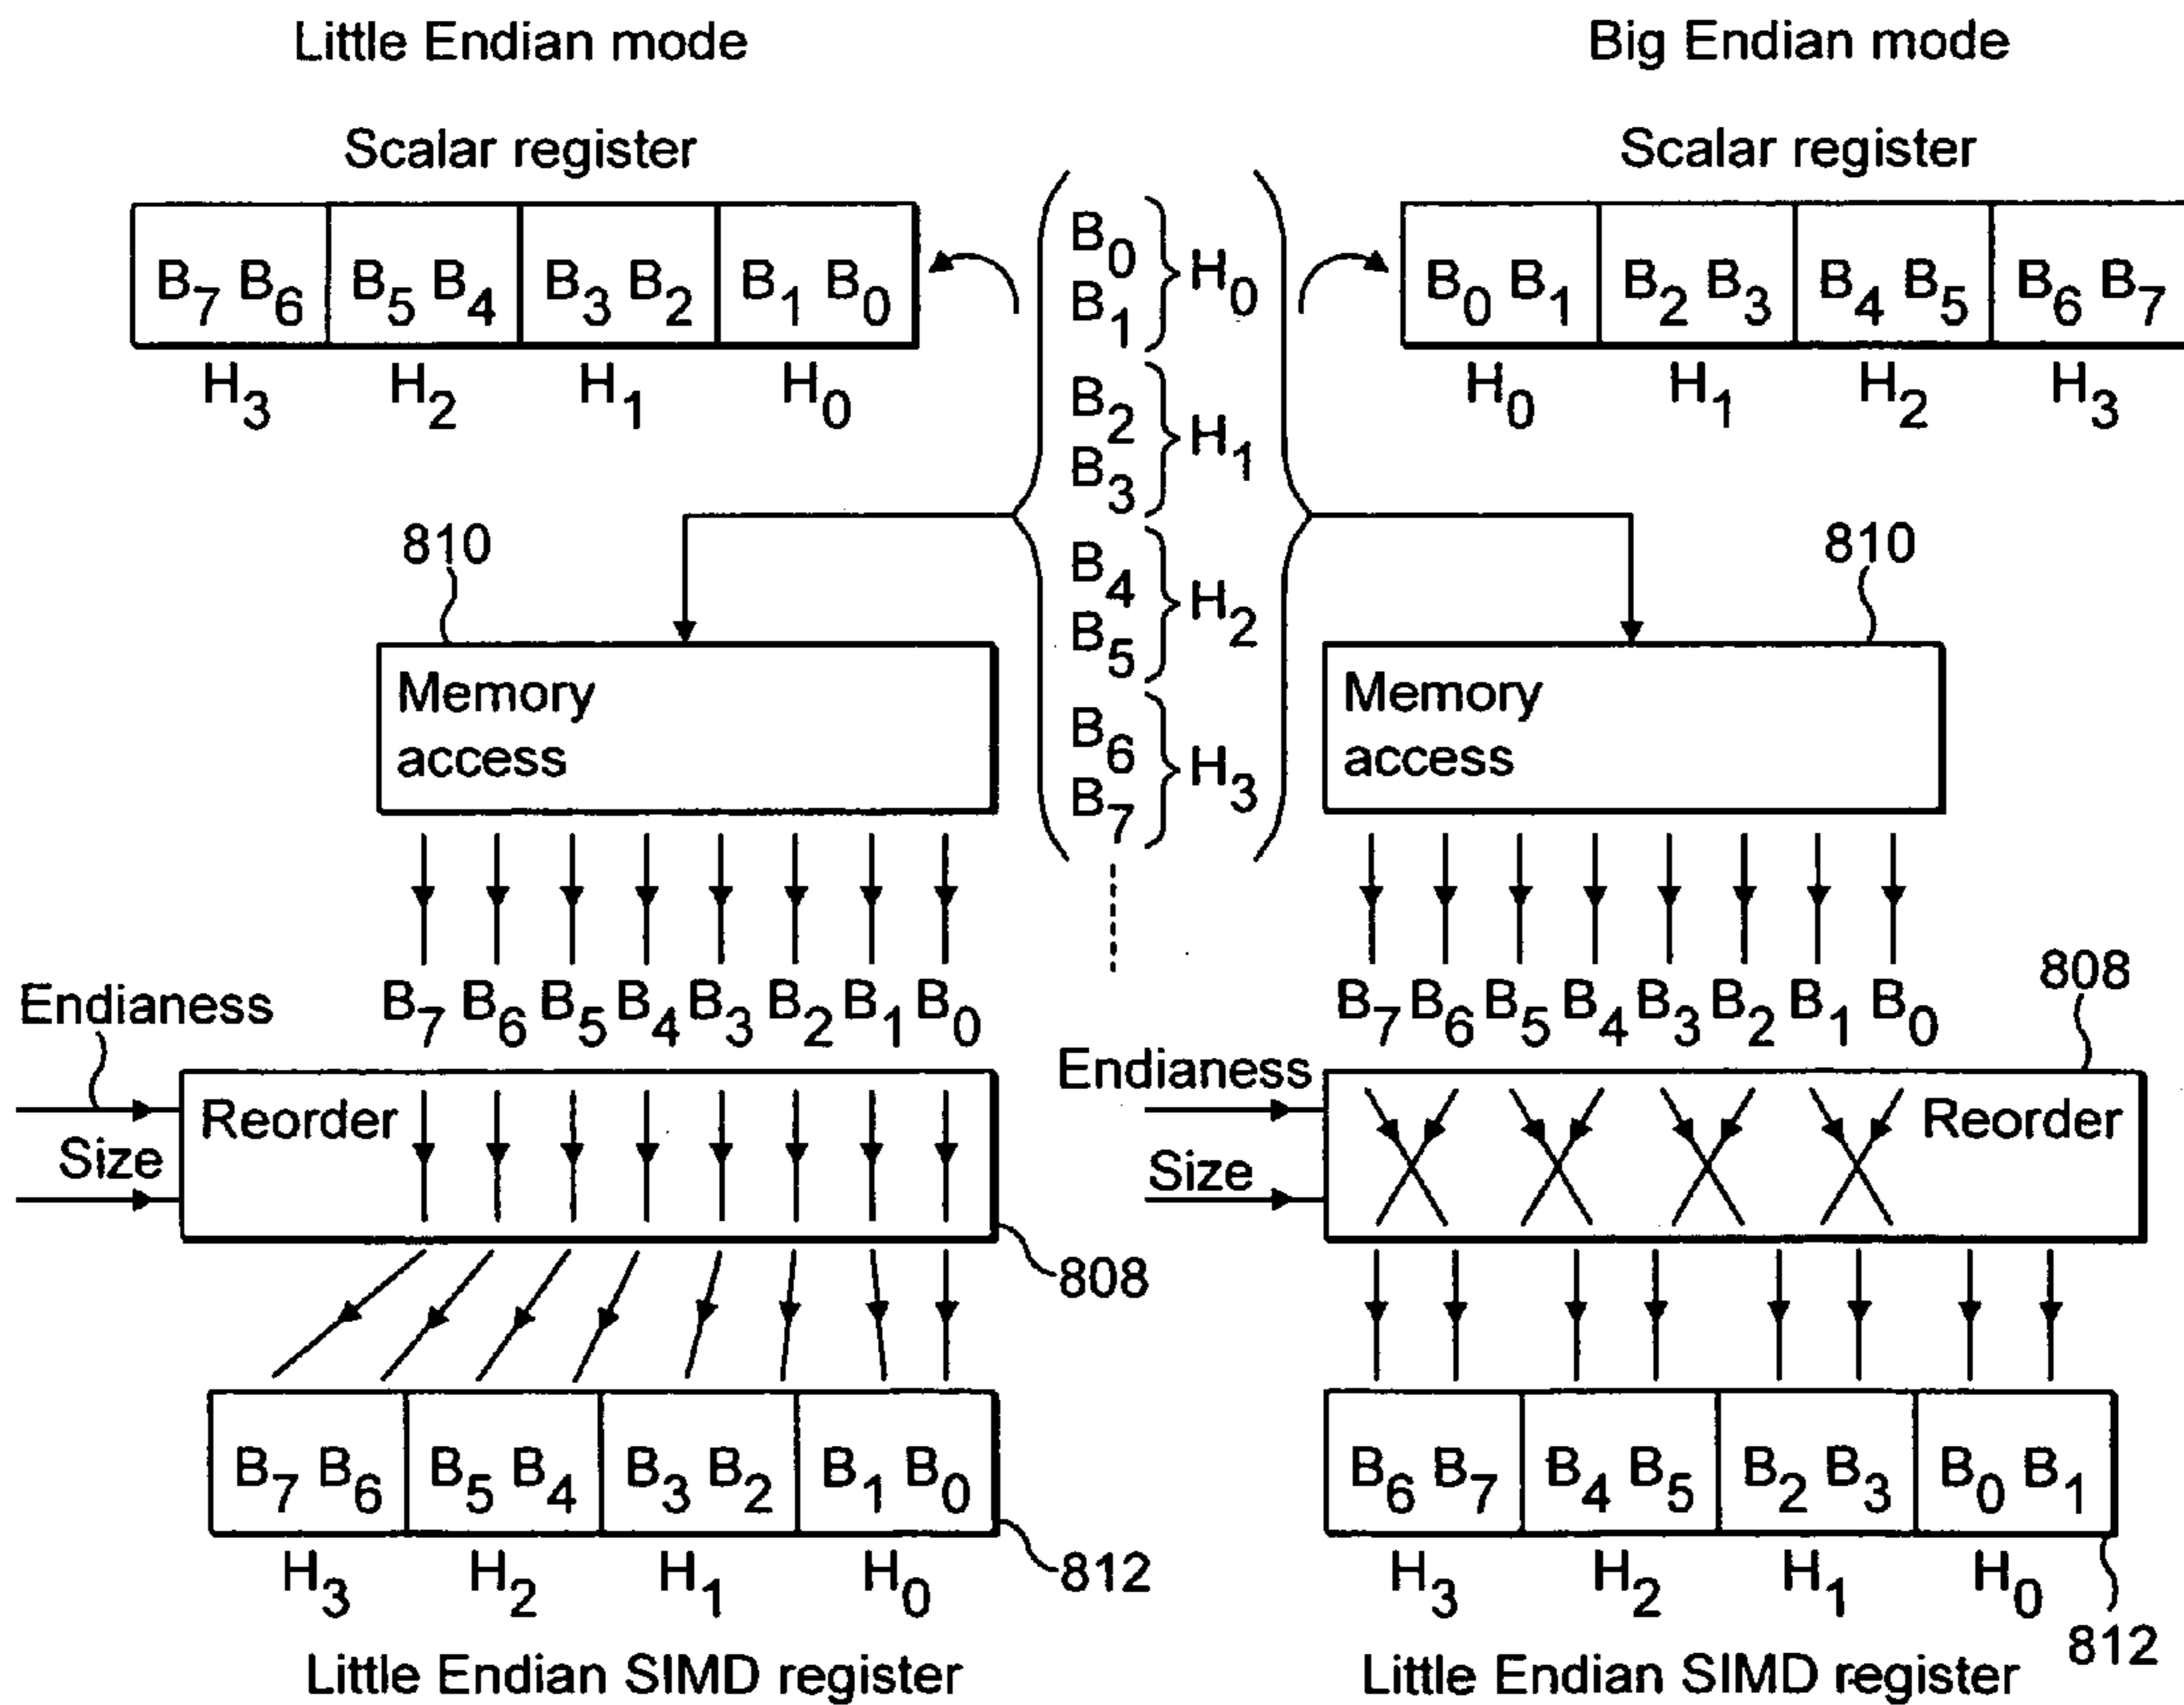 Little Endian mode
Big Endian mode
Scalar register
Scalar register
B7 B6 B5 B4 B3 B2 B1 B0
H3 H2 H1 H0
B0 B1 B2 B3 B4 B5 B6 B7
H0 H1 H2 H3
B0
B1
H0
B2
B3
H1
B4
B5
H2
B6
B7
H3
810
810
Memory
access
Memory
access
B7 B6 B5 B4 B3 B2 B1 B0
B7 B6 B5 B4 B3 B2 B1 B0
Endianess
Size
Reorder
808
Endianess
Size
Reorder
808
B7 B6 B5 B4 B3 B2 B1 B0
H3 H2 H1 H0
812
Little Endian SIMD register
B6 B7 B4 B5 B2 B3 B0 B1
H3 H2 H1 H0
812
Little Endian SIMD register